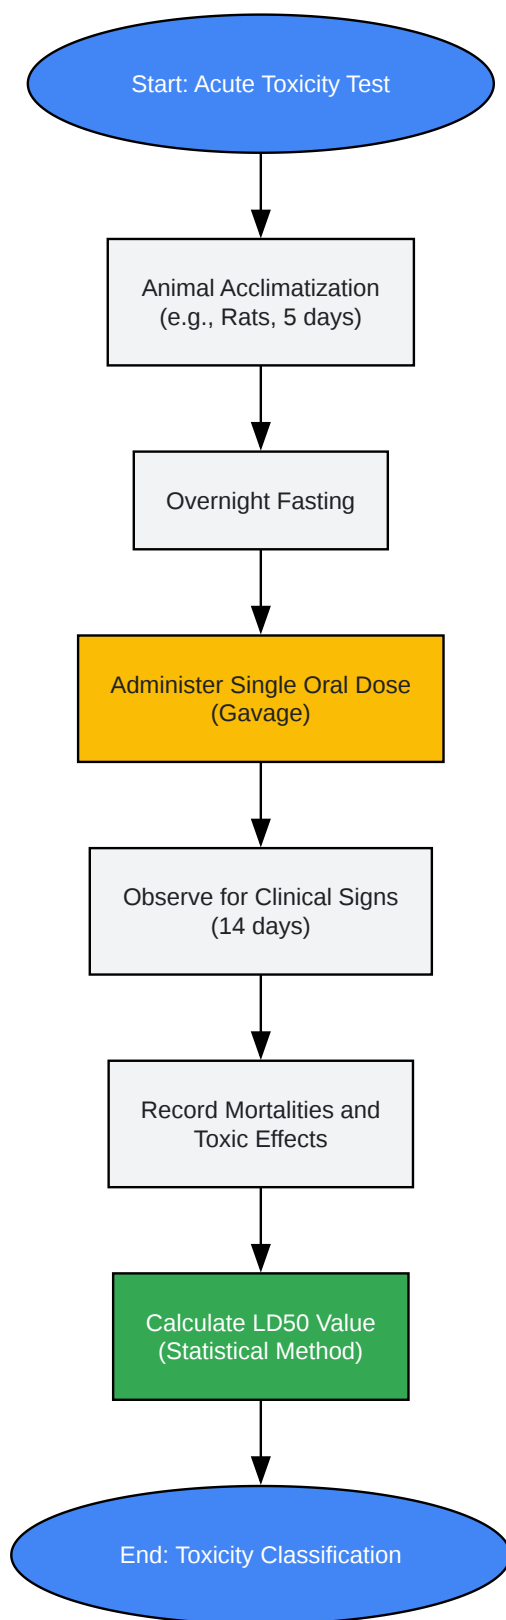 Start: Acute Toxicity Test
Animal Acclimatization
(e.g., Rats, 5 days)
Overnight Fasting
Administer Single Oral Dose
(Gavage)
Observe for Clinical Signs
(14 days)
Record Mortalities and
Toxic Effects
Calculate LD50 Value
(Statistical Method)
End: Toxicity Classification